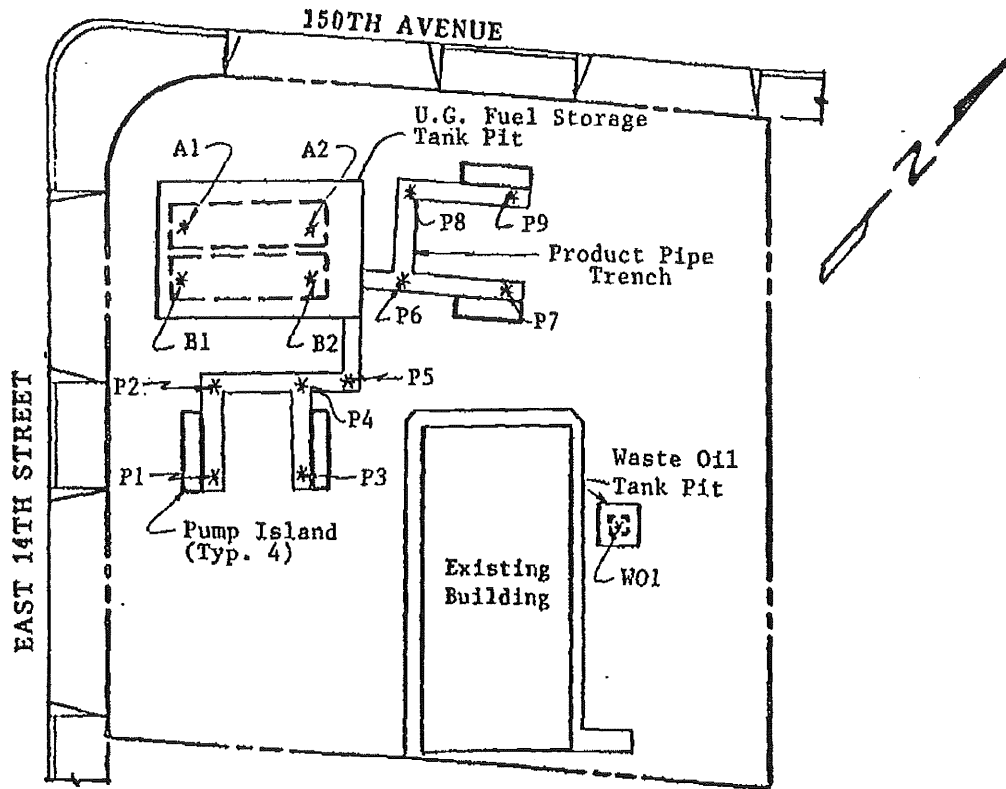 150TH AVENUE
U.G. Fuel Storage
Tank Pit
A1
A2
P8
P9
Product Pipe
Trench
P6
P7
B1
B2
P2
P5
P4
P1
P3
Pump Island
(Typ. 4)
Waste Oil
Tank Pit
WO1
Existing
Building
EAST 14TH STREET
N